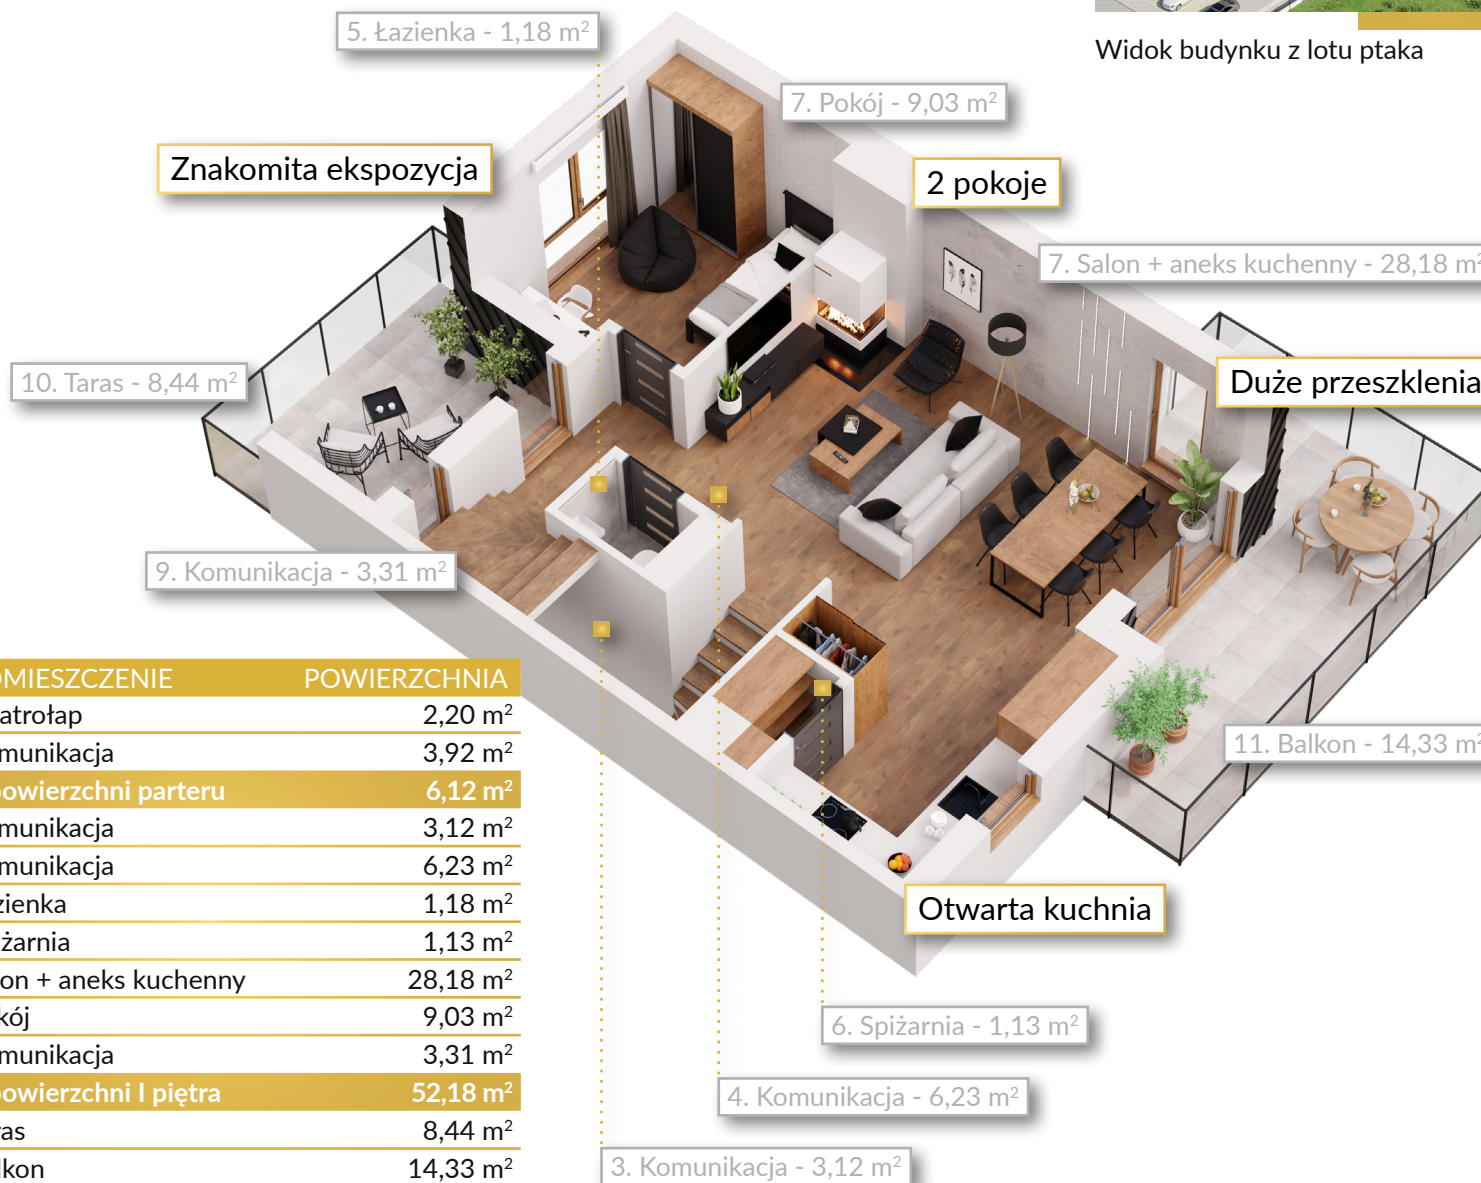 5. Łazienka - 1,18 m²
Widok budynku z lotu ptaka
7. Pokój - 9,03 m²
Znakomita ekspozycja
2 pokoje
7. Salon + aneks kuchenny - 28,18 m²
10. Taras - 8,44 m²
Duże przeszklenia
9. Komunikacja - 3,31 m²
OMIESZCZENIE POWIERZCHNIA
atrołap 2,20 m²
munikacja 3,92 m²
powierzchni parteru 6,12 m²
munikacja 3,12 m²
munikacja 6,23 m²
zienka 1,18 m²
żarnia 1,13 m²
on + aneks kuchenny 28,18 m²
kój 9,03 m²
munikacja 3,31 m²
powierzchni I piętra 52,18 m²
as 8,44 m²
lkon 14,33 m²
11. Balkon - 14,33 m²
Otwarta kuchnia
6. Spiżarnia - 1,13 m²
4. Komunikacja - 6,23 m²
3. Komunikacja - 3,12 m²